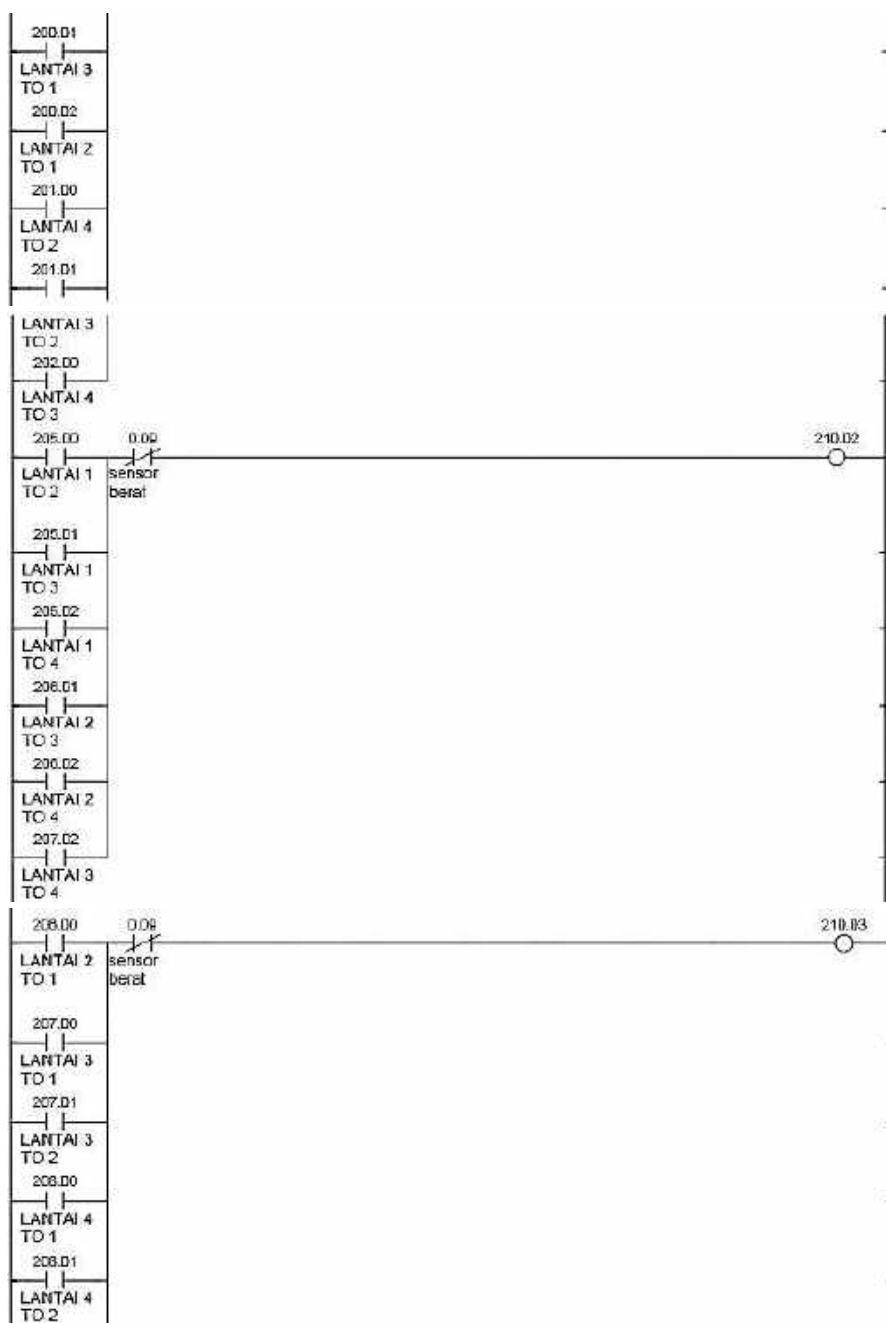 200.01
LANTAI 3
TO 1
200.02
LANTAI 2
TO 1
201.00
LANTAI 4
TO 2
201.01
LANTAI 3
TO 2
202.00
LANTAI 4
TO 3
205.00 0.09 210.02
LANTAI 1 sensor
TO 2 berat
205.01
LANTAI 1
TO 3
205.02
LANTAI 1
TO 4
206.01
LANTAI 2
TO 3
206.02
LANTAI 2
TO 4
207.02
LANTAI 3
TO 4
206.00 0.09 210.03
LANTAI 2 sensor
TO 1 berat
207.00
LANTAI 3
TO 1
207.01
LANTAI 3
TO 2
208.00
LANTAI 4
TO 1
208.01
LANTAI 4
TO 2